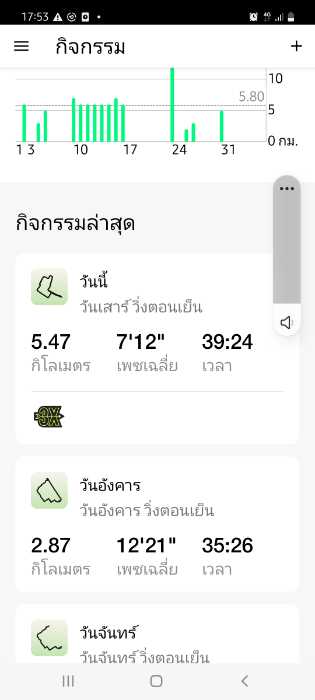 17:53
กิจกรรม
10
5.80
5
0 กม.
1 3 10 17 24 31
กิจกรรมล่าสุด
วันนี้
วันเสาร์ วิ่งตอนเย็น
5.47 7'12" 39:24
กิโลเมตร เพซเฉลี่ย เวลา
วันอังคาร
วันอังคาร วิ่งตอนเย็น
2.87 12'21" 35:26
กิโลเมตร เพซเฉลี่ย เวลา
วันจันทร์
วันจันทร์ วิ่งตอนเย็น